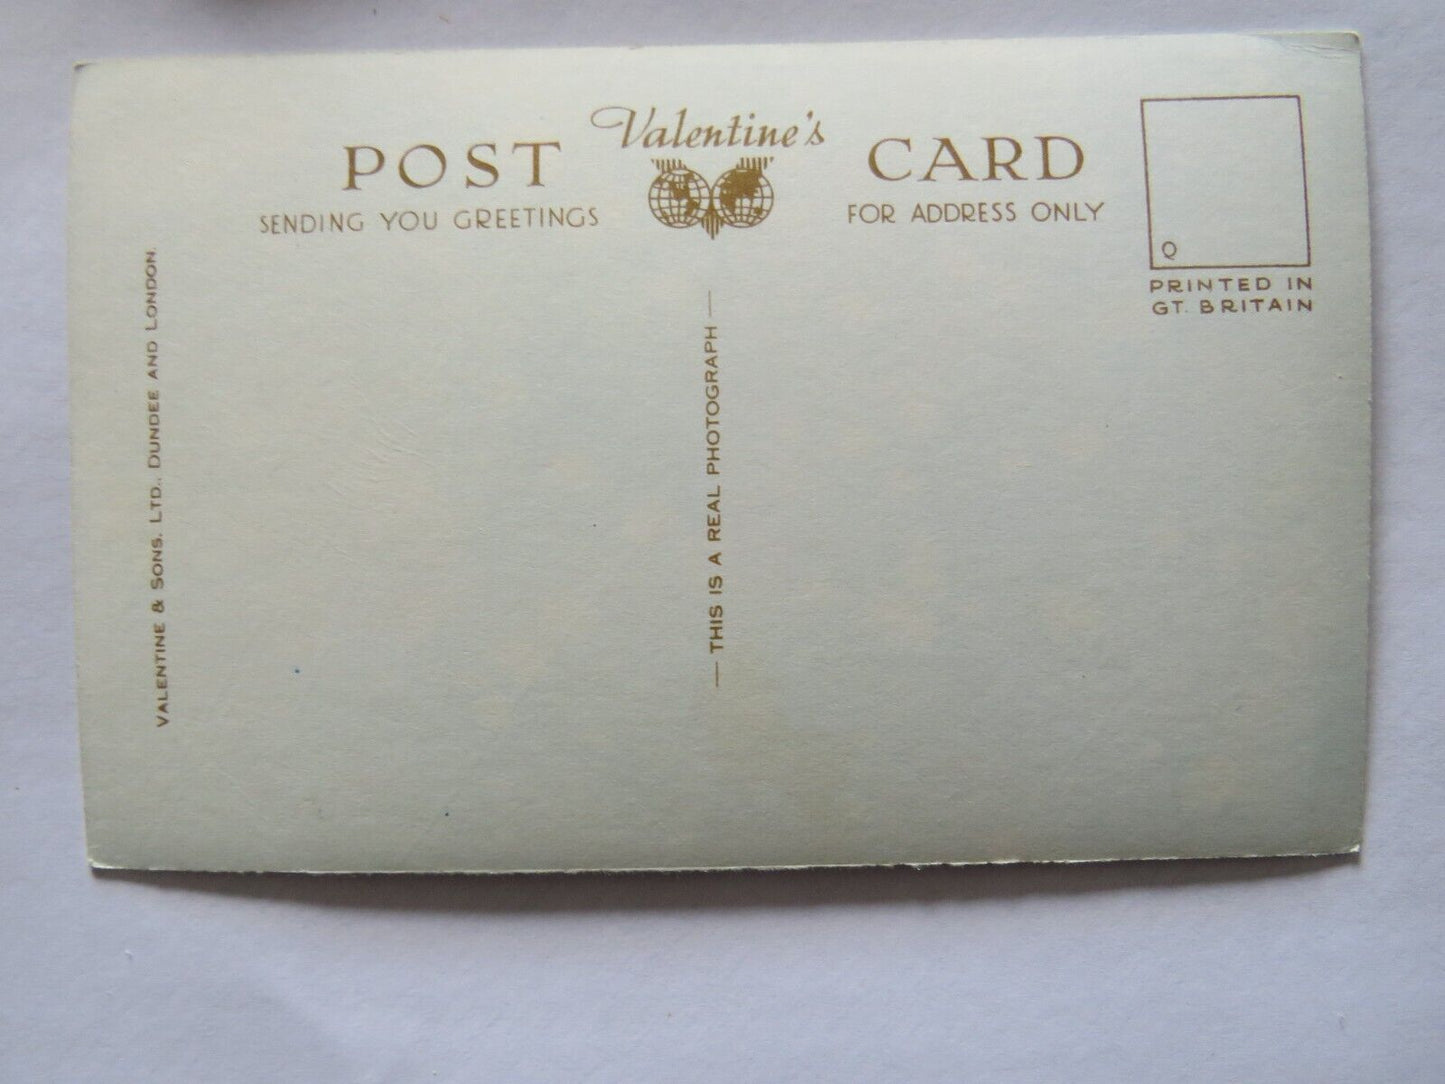 POST Valentine's CARD
SENDING YOU GREETINGS
FOR ADDRESS ONLY
Q
PRINTED IN
GT. BRITAIN
VALENTINE & SONS. LTD., DUNDEE AND LONDON.
— THIS IS A REAL PHOTOGRAPH —